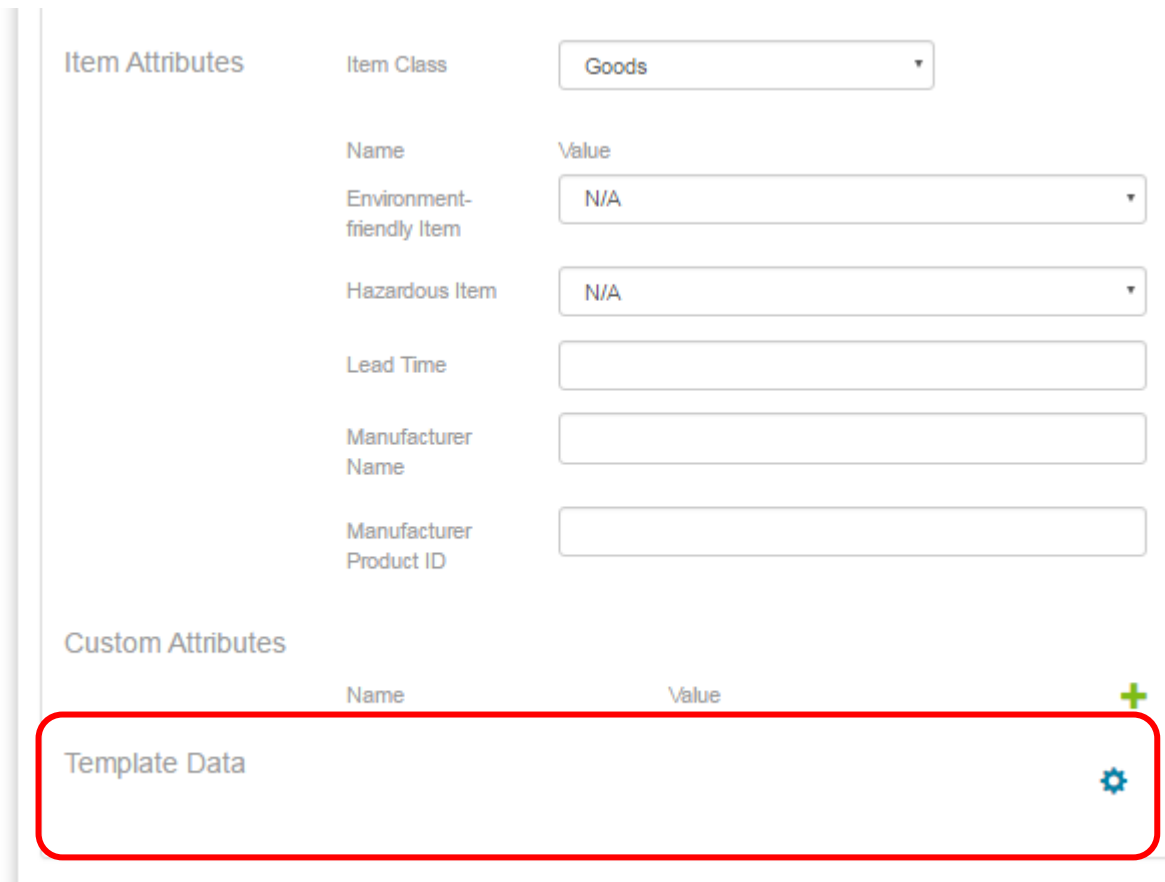 Item Attributes
Item Class
Goods
Name
Value
Environment-
friendly Item
N/A
Hazardous Item
N/A
Lead Time
Manufacturer
Name
Manufacturer
Product ID
Custom Attributes
Name
Value
Template Data